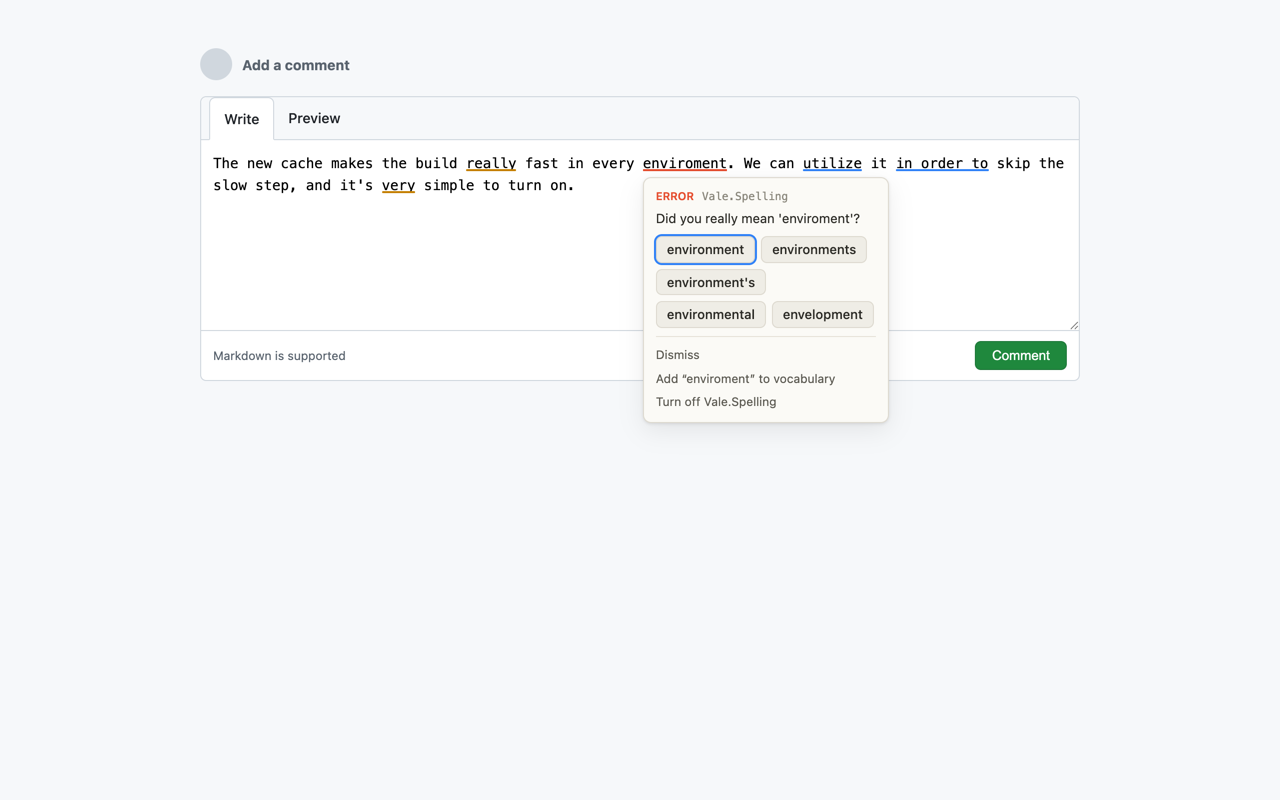 Add a comment
Write Preview
The new cache makes the build really fast in every enviroment. We can utilize it in order to skip the
slow step, and it's very simple to turn on.
ERROR Vale.Spelling
Did you really mean 'enviroment'?
environment environments
environment's
environmental envelopment
Dismiss
Add “enviroment” to vocabulary
Turn off Vale.Spelling
Markdown is supported
Comment